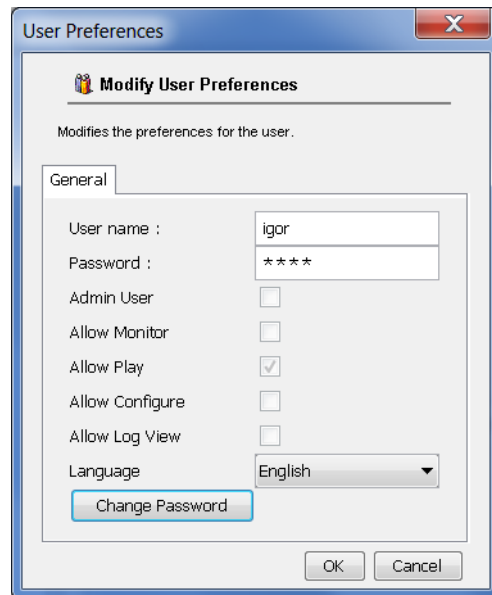 User Preferences
Modify User Preferences
Modifies the preferences for the user.
General
User name : igor
Password : ****
Admin User
Allow Monitor
Allow Play
Allow Configure
Allow Log View
Language English
Change Password
OK Cancel